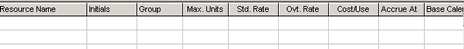 Resource Name Initials Group Max. Units Std. Rate Ovt. Rate Cost/Use Accrue At Base Calen